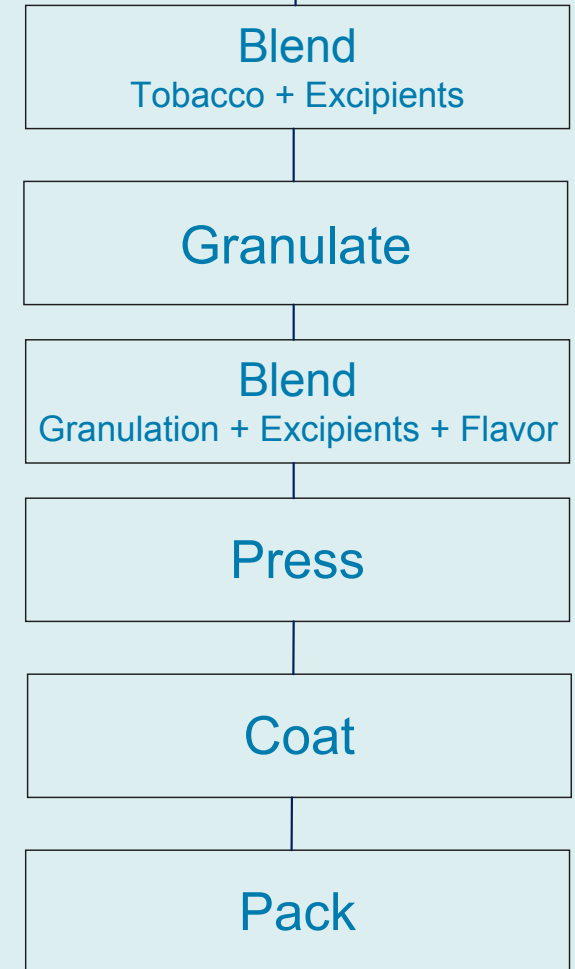 Blend
Tobacco + Excipients
Granulate
Blend
Granulation + Excipients + Flavor
Press
Coat
Pack